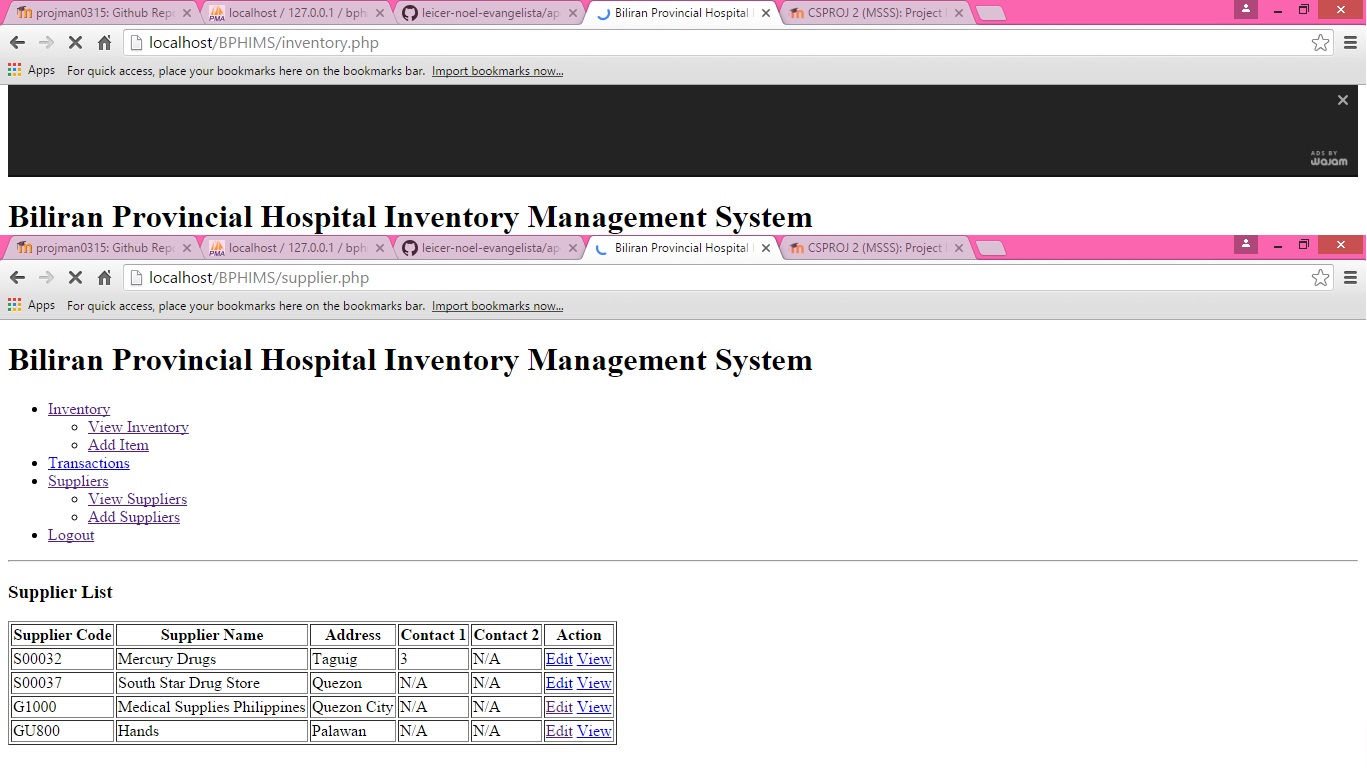 projman0315: Github Repo localhost / 127.0.0.1 / bph leicer-noel-evangelista/ap Biliran Provincial Hospital CSPROJ 2 (MSSS): Project
localhost/BPHIMS/inventory.php
Apps For quick access, place your bookmarks here on the bookmarks bar. Import bookmarks now...
ADS BY
wajam
Biliran Provincial Hospital Inventory Management System
projman0315: Github Repo localhost / 127.0.0.1 / bph leicer-noel-evangelista/ap Biliran Provincial Hospital CSPROJ 2 (MSSS): Project
localhost/BPHIMS/supplier.php
Apps For quick access, place your bookmarks here on the bookmarks bar. Import bookmarks now...
Biliran Provincial Hospital Inventory Management System
Inventory
View Inventory
Add Item
Transactions
Suppliers
View Suppliers
Add Suppliers
Logout
Supplier List
Supplier Code Supplier Name Address Contact 1 Contact 2 Action
S00032 Mercury Drugs Taguig 3 N/A Edit View
S00037 South Star Drug Store Quezon N/A N/A Edit View
G1000 Medical Supplies Philippines Quezon City N/A N/A Edit View
GU800 Hands Palawan N/A N/A Edit View